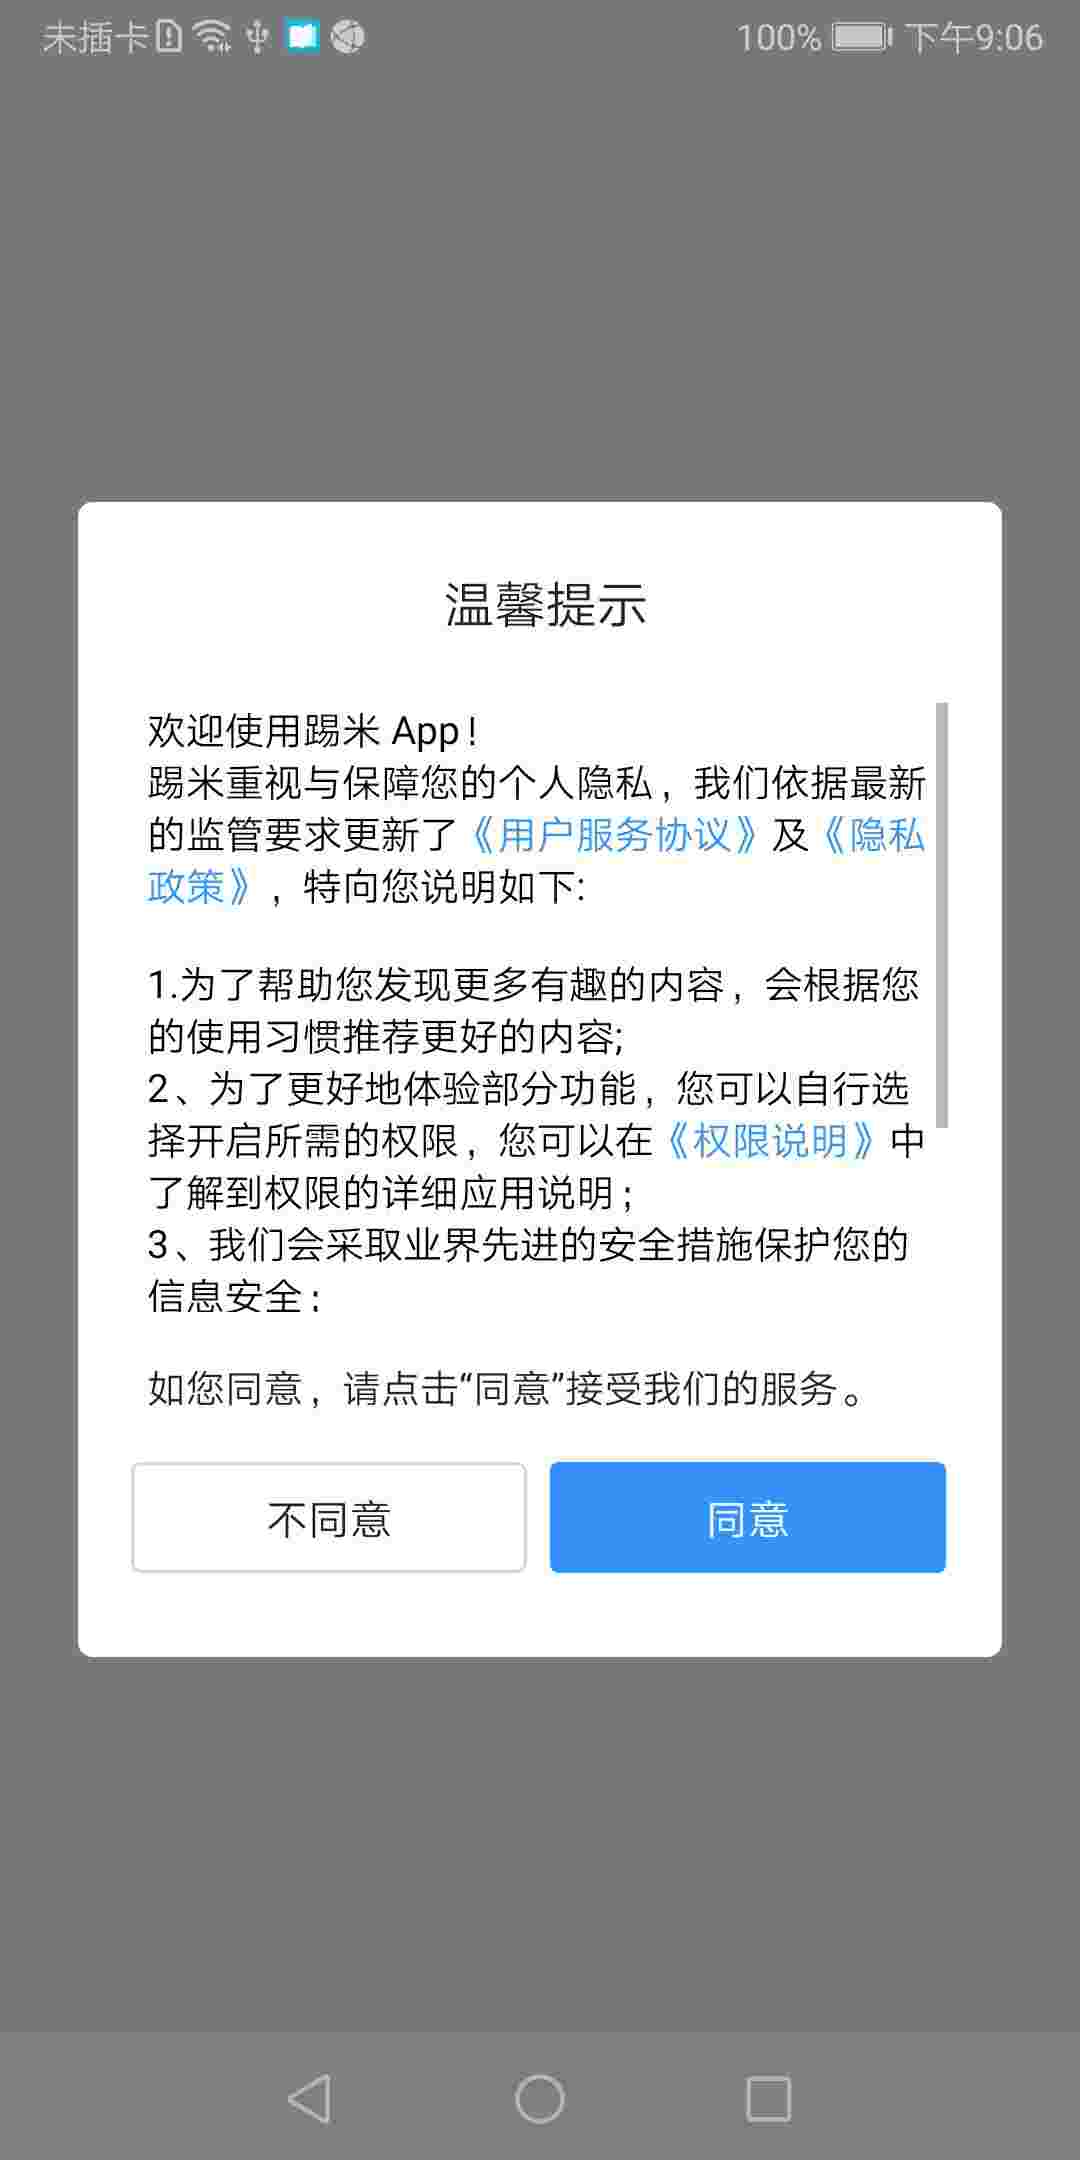 未插卡
100%
下午9:06
温馨提示
欢迎使用踢米 App!
踢米重视与保障您的个人隐私，我们依据最新
的监管要求更新了《用户服务协议》及《隐私
政策》，特向您说明如下:
1.为了帮助您发现更多有趣的内容，会根据您
的使用习惯推荐更好的内容;
2、为了更好地体验部分功能，您可以自行选
择开启所需的权限，您可以在《权限说明》中
了解到权限的详细应用说明；
3、我们会采取业界先进的安全措施保护您的
信息安全：
如您同意，请点击“同意”接受我们的服务。
不同意
同意